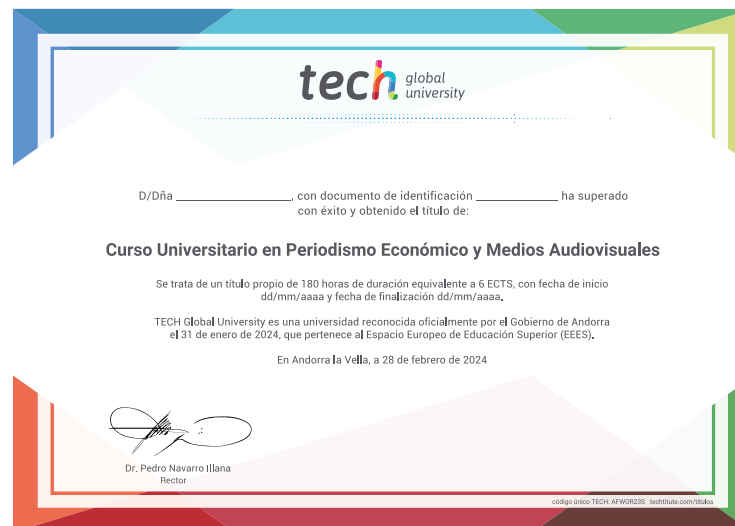 tech global
university
D/Dña ______________, con documento de identificación __________ ha superado
con éxito y obtenido el título de:
Curso Universitario en Periodismo Económico y Medios Audiovisuales
Se trata de un título propio de 180 horas de duración equivalente a 6 ECTS, con fecha de inicio
dd/mm/aaaa y fecha de finalización dd/mm/aaaa.
TECH Global University es una universidad reconocida oficialmente por el Gobierno de Andorra
el 31 de enero de 2024, que pertenece al Espacio Europeo de Educación Superior (EEES).
En Andorra la Vella, a 28 de febrero de 2024
Dr. Pedro Navarro Illana
Rector
código único TECH: AFWOR23S techtitute.com/titulos